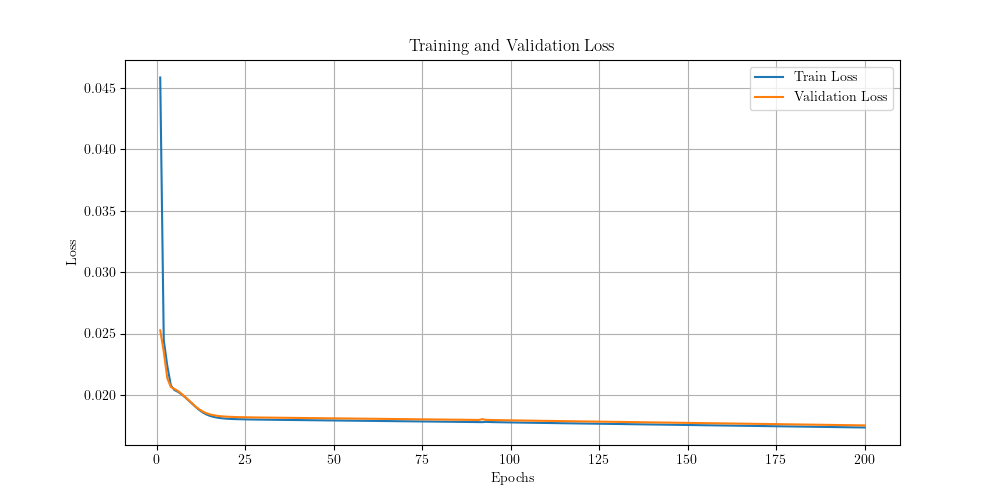 Training and Validation Loss
Train Loss
Validation Loss
0.045
0.040
0.035
0.030
0.025
0.020
Loss
0 25 50 75 100 125 150 175 200
Epochs